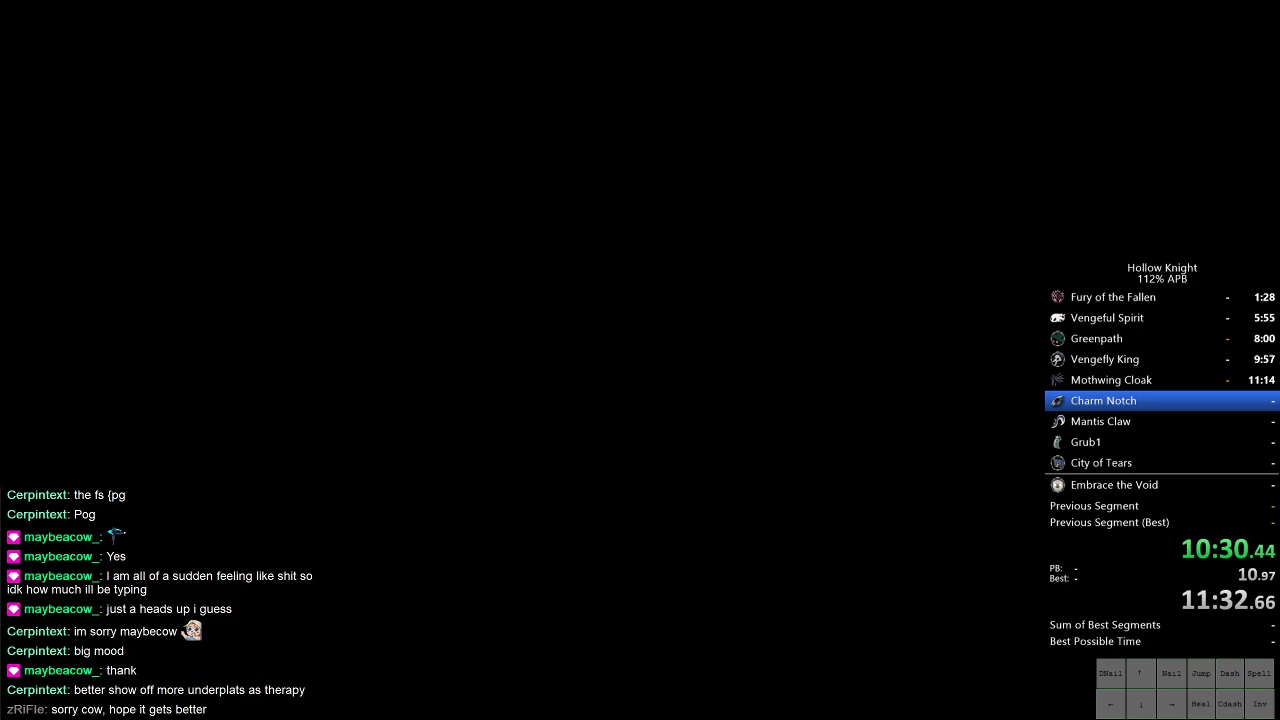 Hollow Knight
112% APB
Fury of the Fallen - 1:28
Vengeful Spirit - 5:55
Greenpath - 8:00
Vengefly King - 9:57
Mothwing Cloak - 11:14
Charm Notch -
Mantis Claw -
Grub1 -
City of Tears -
Embrace the Void -
Previous Segment -
Previous Segment (Best) -
10:30.44
PB: -
Best: -
10.97
11:32.66
Sum of Best Segments -
Best Possible Time -
DNail ↑ Nail Jump Dash Spell
← ↓ → Heal Cdash Inv
Cerpintext: the fs {pg
Cerpintext: Pog
maybeacow_:
maybeacow_: Yes
maybeacow_: I am all of a sudden feeling like shit so
idk how much ill be typing
maybeacow_: just a heads up i guess
Cerpintext: im sorry maybecow
Cerpintext: big mood
maybeacow_: thank
Cerpintext: better show off more underplats as therapy
zRiFle: sorry cow, hope it gets better